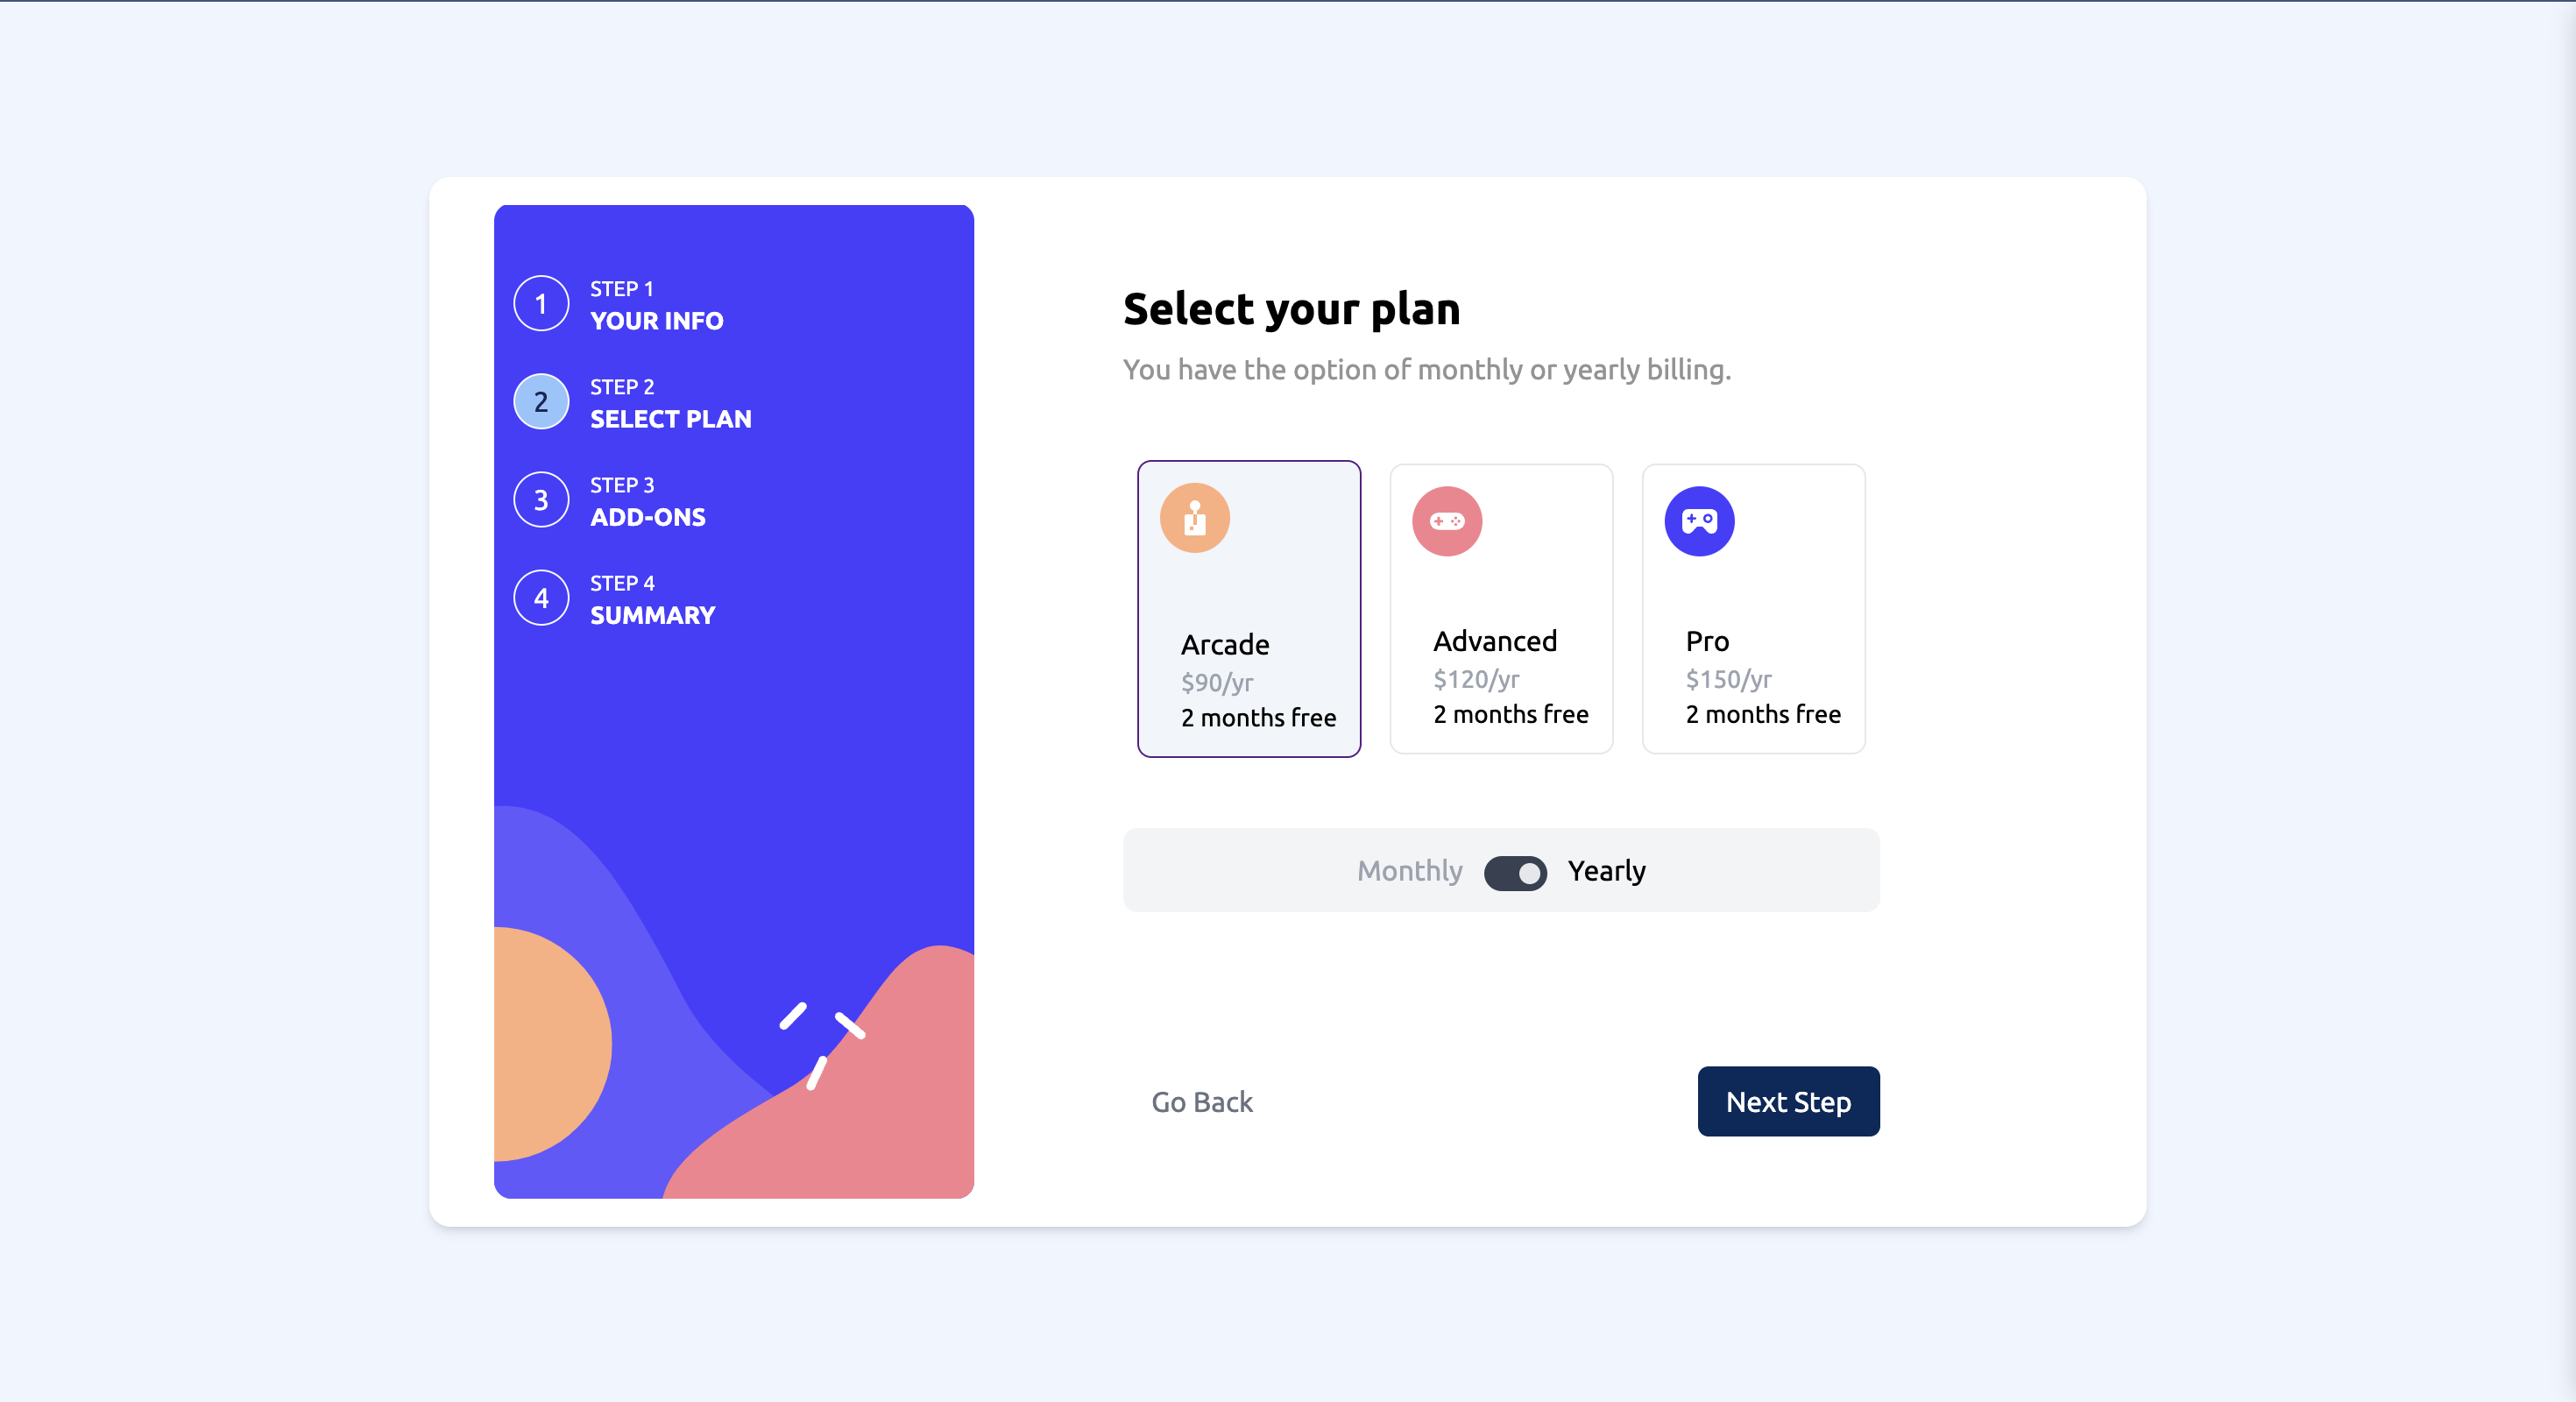 1
STEP 1
YOUR INFO
2
STEP 2
SELECT PLAN
3
STEP 3
ADD-ONS
4
STEP 4
SUMMARY
Select your plan
You have the option of monthly or yearly billing.
Arcade
$90/yr
2 months free
Advanced
$120/yr
2 months free
Pro
$150/yr
2 months free
Monthly Yearly
Go Back
Next Step